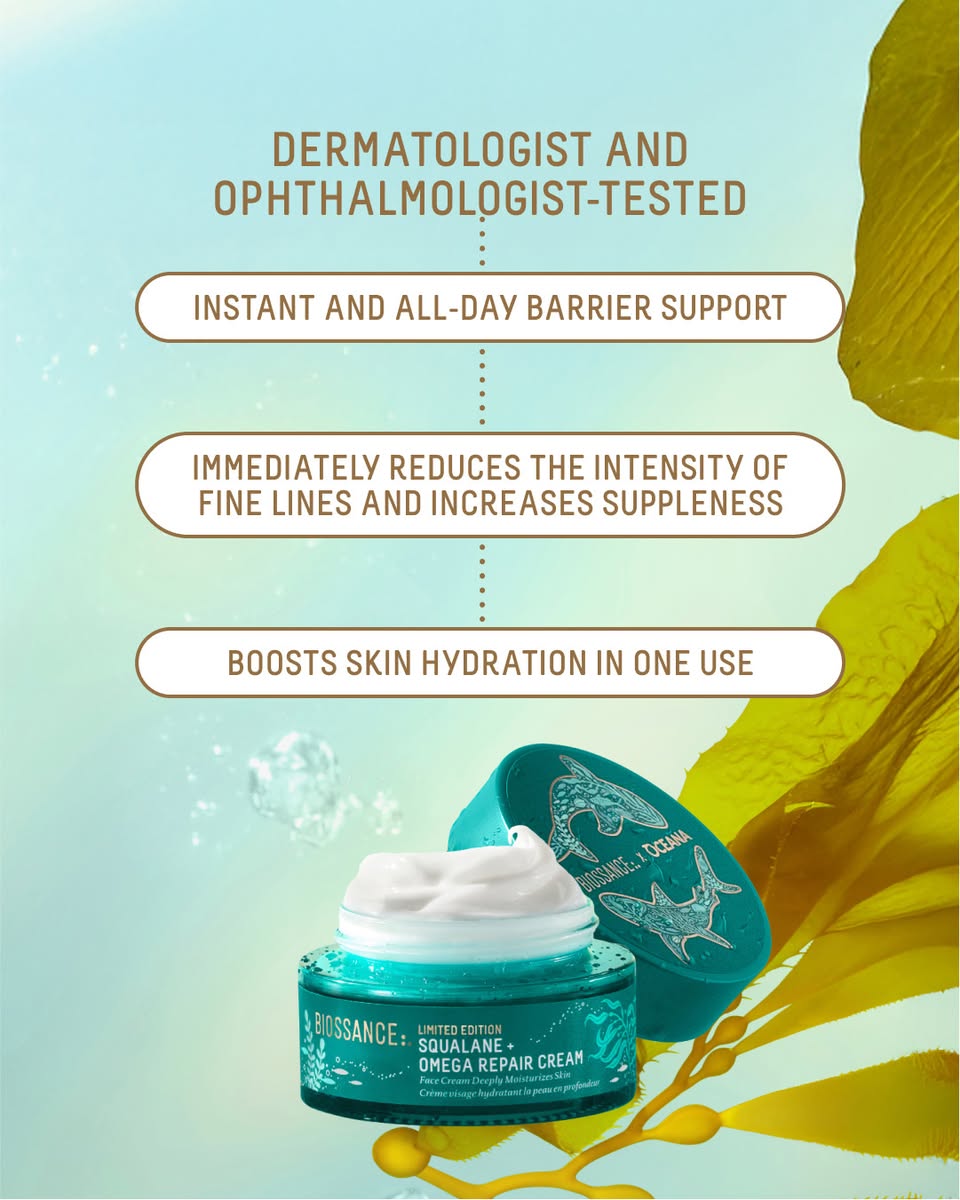 DERMATOLOGIST AND
OPHTHALMOLOGIST-TESTED
INSTANT AND ALL-DAY BARRIER SUPPORT
IMMEDIATELY REDUCES THE INTENSITY OF
FINE LINES AND INCREASES SUPPLENESS
BOOSTS SKIN HYDRATION IN ONE USE
BIOSSANCE:. X OCEANA
BIOSSANCE:.
LIMITED EDITION
SQUALANE +
OMEGA REPAIR CREAM
Face Cream Deeply Moisturizes Skin
Crème visage hydratant la peau en profondeur